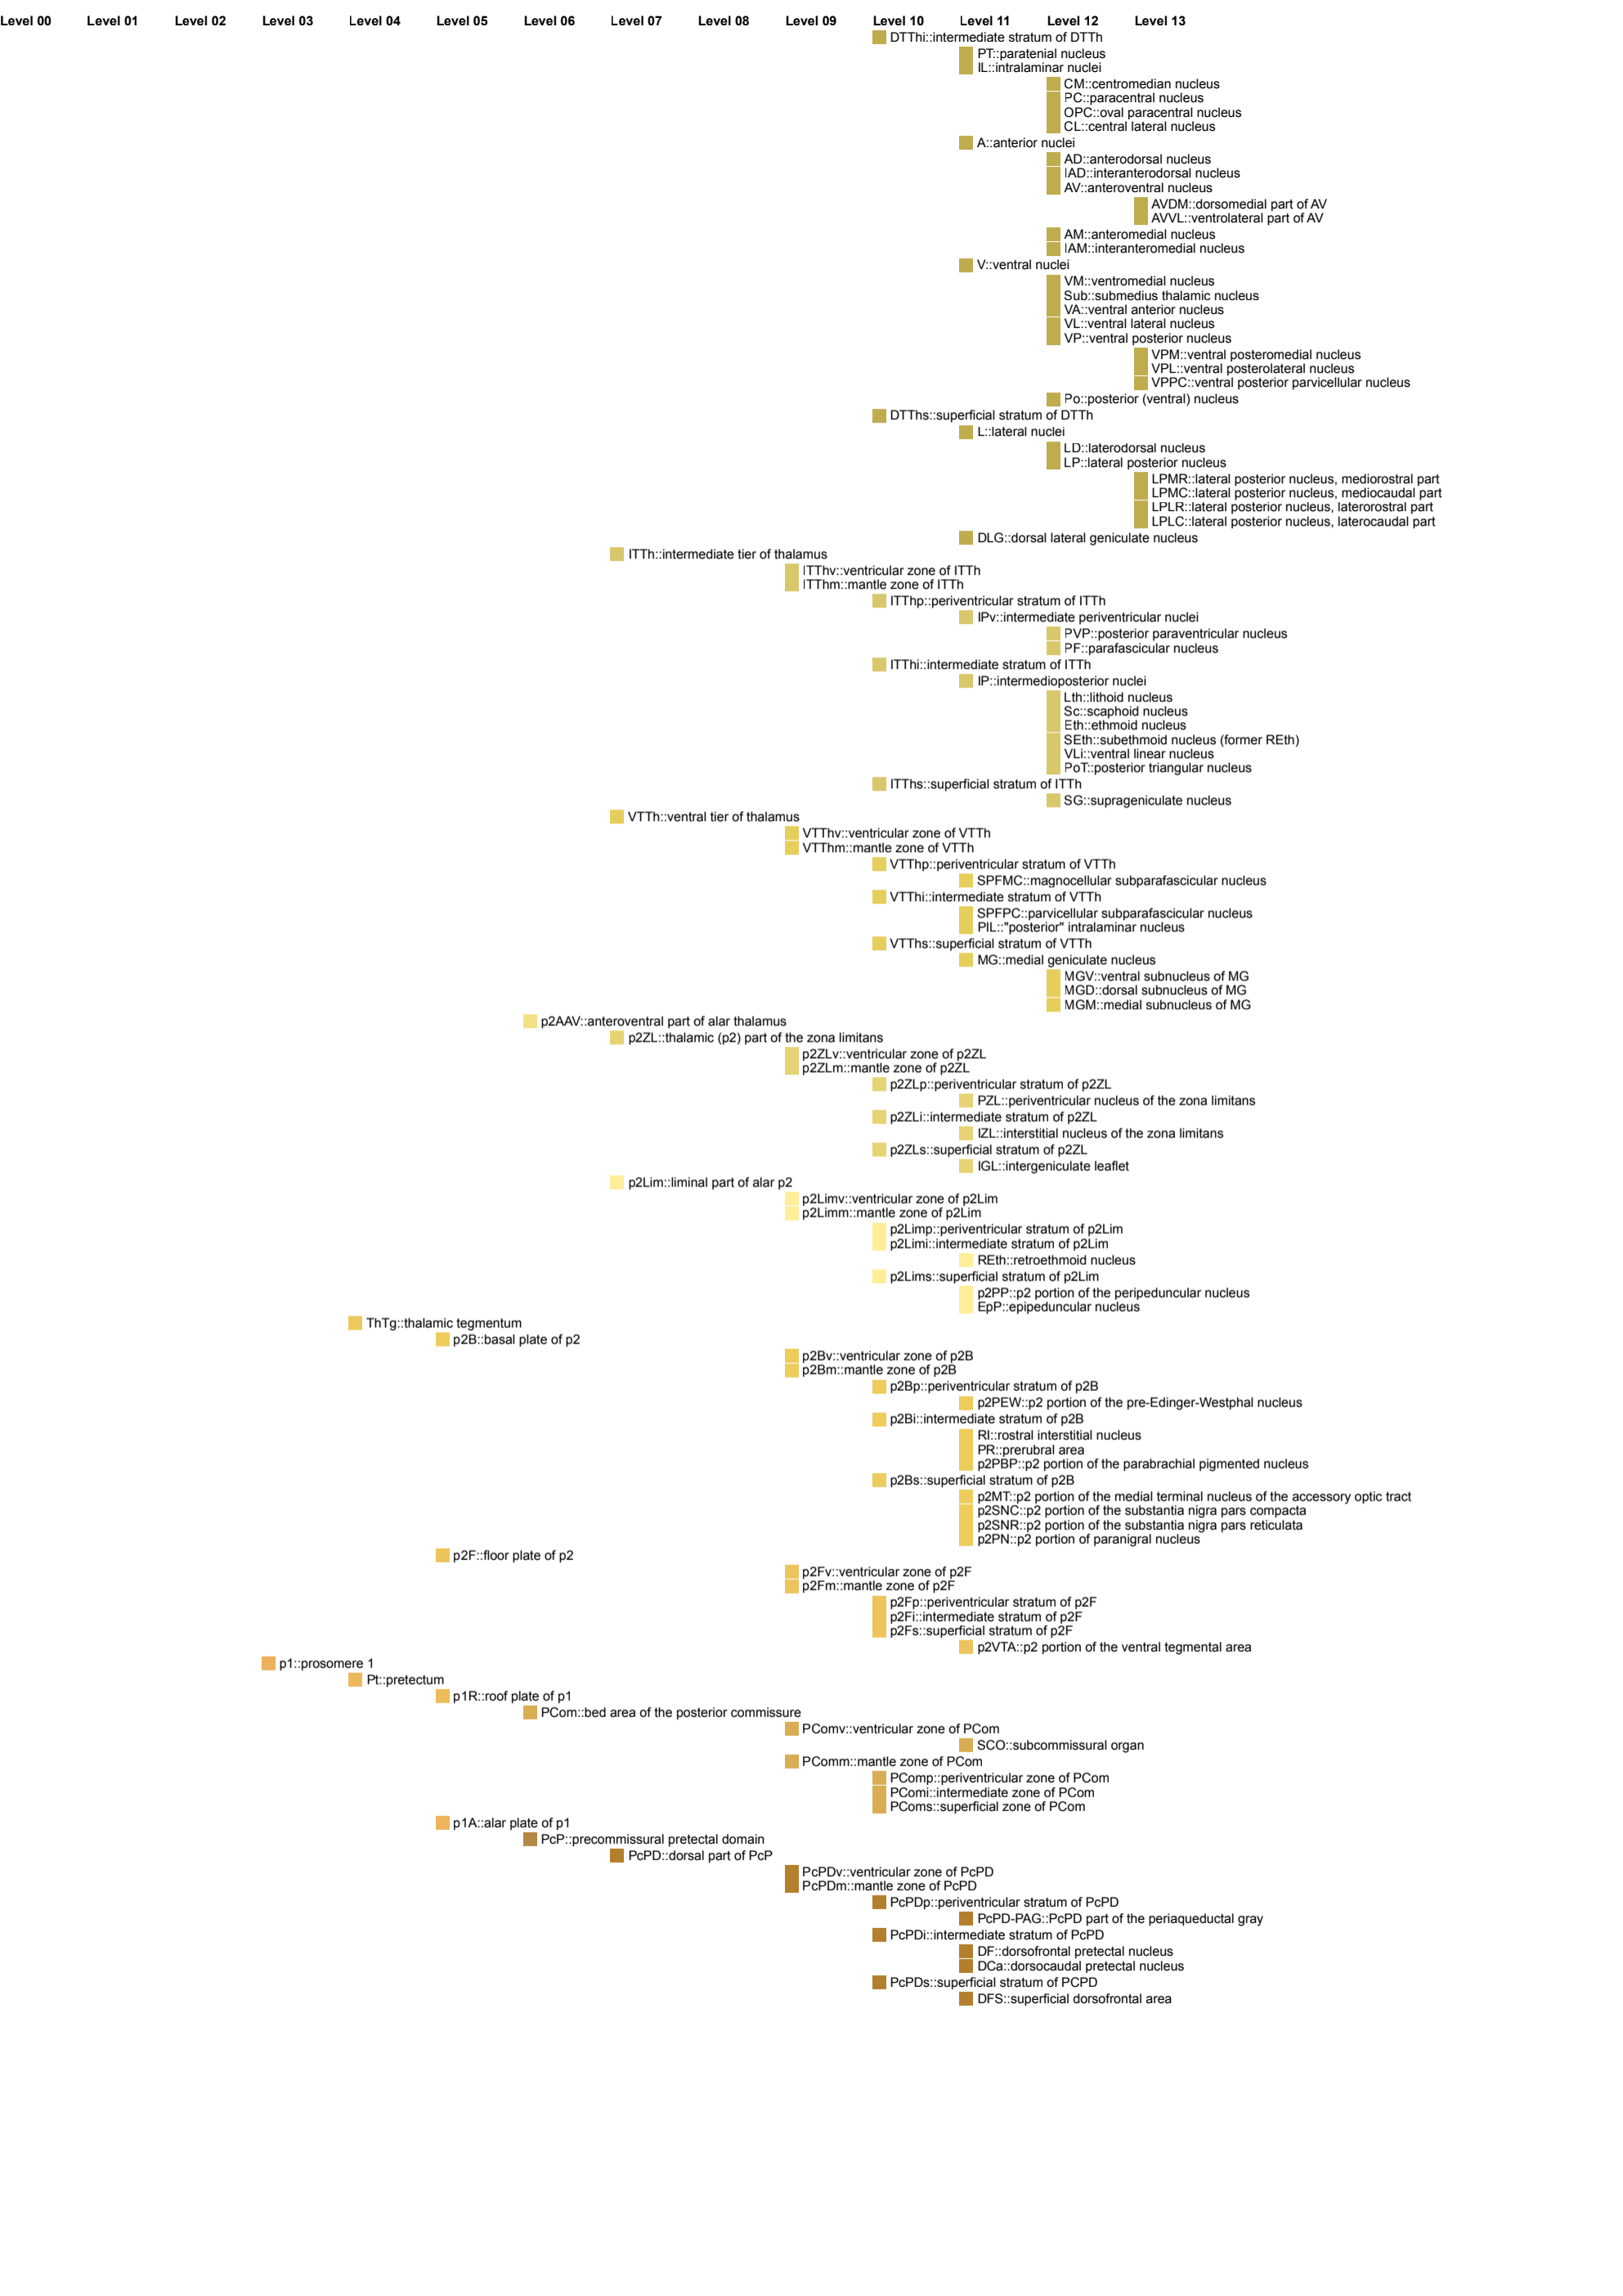 Level 00 Level 01 Level 02 Level 03 Level 04 Level 05 Level 06 Level 07 Level 08 Level 09 Level 10 Level 11 Level 12 Level 13
DTThi::intermediate stratum of DTTh
PT::paratenial nucleus
IL::intralaminar nuclei
CM::centromedian nucleus
PC::paracentral nucleus
OPC::oval paracentral nucleus
CL::central lateral nucleus
A::anterior nuclei
AD::anterodorsal nucleus
IAD::interanterodorsal nucleus
AV::anteroventral nucleus
AVDM::dorsomedial part of AV
AVVL::ventrolateral part of AV
AM::anteromedial nucleus
IAM::interanteromedial nucleus
V::ventral nuclei
VM::ventromedial nucleus
Sub::submedius thalamic nucleus
VA::ventral anterior nucleus
VL::ventral lateral nucleus
VP::ventral posterior nucleus
VPM::ventral posteromedial nucleus
VPL::ventral posterolateral nucleus
VPPC::ventral posterior parvicellular nucleus
Po::posterior (ventral) nucleus
DTThs::superficial stratum of DTTh
L::lateral nuclei
LD::laterodorsal nucleus
LP::lateral posterior nucleus
LPMR::lateral posterior nucleus, mediorostral part
LPMC::lateral posterior nucleus, mediocaudal part
LPLR::lateral posterior nucleus, laterorostral part
LPLC::lateral posterior nucleus, laterocaudal part
DLG::dorsal lateral geniculate nucleus
ITTh::intermediate tier of thalamus
ITThv::ventricular zone of ITTh
ITThm::mantle zone of ITTh
ITThp::periventricular stratum of ITTh
IPv::intermediate periventricular nuclei
PVP::posterior paraventricular nucleus
PF::parafascicular nucleus
ITThi::intermediate stratum of ITTh
IP::intermedioposterior nuclei
Lth::lithoid nucleus
Sc::scaphoid nucleus
Eth::ethmoid nucleus
SEth::subethmoid nucleus (former REth)
VLi::ventral linear nucleus
PoT::posterior triangular nucleus
ITThs::superficial stratum of ITTh
SG::suprageniculate nucleus
VTTh::ventral tier of thalamus
VTThv::ventricular zone of VTTh
VTThm::mantle zone of VTTh
VTThp::periventricular stratum of VTTh
SPFMC::magnocellular subparafascicular nucleus
VTThi::intermediate stratum of VTTh
SPFPC::parvicellular subparafascicular nucleus
PIL::"posterior" intralaminar nucleus
VTThs::superficial stratum of VTTh
MG::medial geniculate nucleus
MGV::ventral subnucleus of MG
MGD::dorsal subnucleus of MG
MGM::medial subnucleus of MG
p2AAV::anteroventral part of alar thalamus
p2ZL::thalamic (p2) part of the zona limitans
p2ZLv::ventricular zone of p2ZL
p2ZLm::mantle zone of p2ZL
p2ZLp::periventricular stratum of p2ZL
PZL::periventricular nucleus of the zona limitans
p2ZLi::intermediate stratum of p2ZL
IZL::interstitial nucleus of the zona limitans
p2ZLs::superficial stratum of p2ZL
IGL::intergeniculate leaflet
p2Lim::liminal part of alar p2
p2Limv::ventricular zone of p2Lim
p2Limm::mantle zone of p2Lim
p2Limp::periventricular stratum of p2Lim
p2Limi::intermediate stratum of p2Lim
REth::retroethmoid nucleus
p2Lims::superficial stratum of p2Lim
p2PP::p2 portion of the peripeduncular nucleus
EpP::epipeduncular nucleus
ThTg::thalamic tegmentum
p2B::basal plate of p2
p2Bv::ventricular zone of p2B
p2Bm::mantle zone of p2B
p2Bp::periventricular stratum of p2B
p2PEW::p2 portion of the pre-Edinger-Westphal nucleus
p2Bi::intermediate stratum of p2B
RI::rostral interstitial nucleus
PR::prerubral area
p2PBP::p2 portion of the parabrachial pigmented nucleus
p2Bs::superficial stratum of p2B
p2MT::p2 portion of the medial terminal nucleus of the accessory optic tract
p2SNC::p2 portion of the substantia nigra pars compacta
p2SNR::p2 portion of the substantia nigra pars reticulata
p2PN::p2 portion of paranigral nucleus
p2F::floor plate of p2
p2Fv::ventricular zone of p2F
p2Fm::mantle zone of p2F
p2Fp::periventricular stratum of p2F
p2Fi::intermediate stratum of p2F
p2Fs::superficial stratum of p2F
p2VTA::p2 portion of the ventral tegmental area
p1::prosomere 1
Pt::pretectum
p1R::roof plate of p1
PCom::bed area of the posterior commissure
PComv::ventricular zone of PCom
SCO::subcommissural organ
PComm::mantle zone of PCom
PComp::periventricular zone of PCom
PComi::intermediate zone of PCom
PComs::superficial zone of PCom
p1A::alar plate of p1
PcP::precommissural pretectal domain
PcPD::dorsal part of PcP
PcPDv::ventricular zone of PcPD
PcPDm::mantle zone of PcPD
PcPDp::periventricular stratum of PcPD
PcPD-PAG::PcPD part of the periaqueductal gray
PcPDi::intermediate stratum of PcPD
DF::dorsofrontal pretectal nucleus
DCa::dorsocaudal pretectal nucleus
PcPDs::superficial stratum of PCPD
DFS::superficial dorsofrontal area